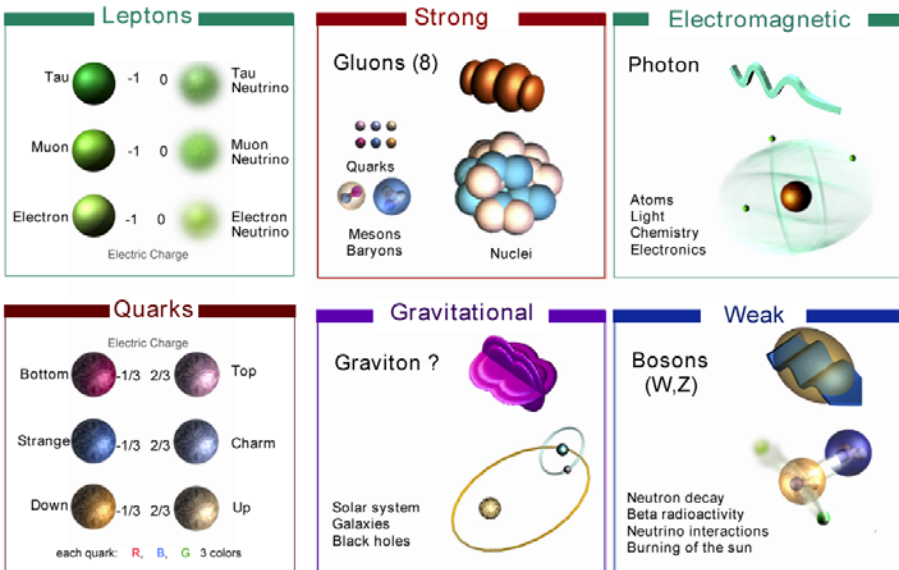 Leptons
Tau -1 0 Tau
Neutrino
Muon -1 0 Muon
Neutrino
Electron -1 0 Electron
Neutrino
Electric Charge
Strong
Gluons (8)
Quarks
Mesons
Baryons
Nuclei
Electromagnetic
Photon
Atoms
Light
Chemistry
Electronics
Quarks
Electric Charge
Bottom -1/3 2/3 Top
Strange -1/3 2/3 Charm
Down -1/3 2/3 Up
each quark: R, B, G 3 colors
Gravitational
Graviton ?
Solar system
Galaxies
Black holes
Weak
Bosons
(W,Z)
Neutron decay
Beta radioactivity
Neutrino interactions
Burning of the sun